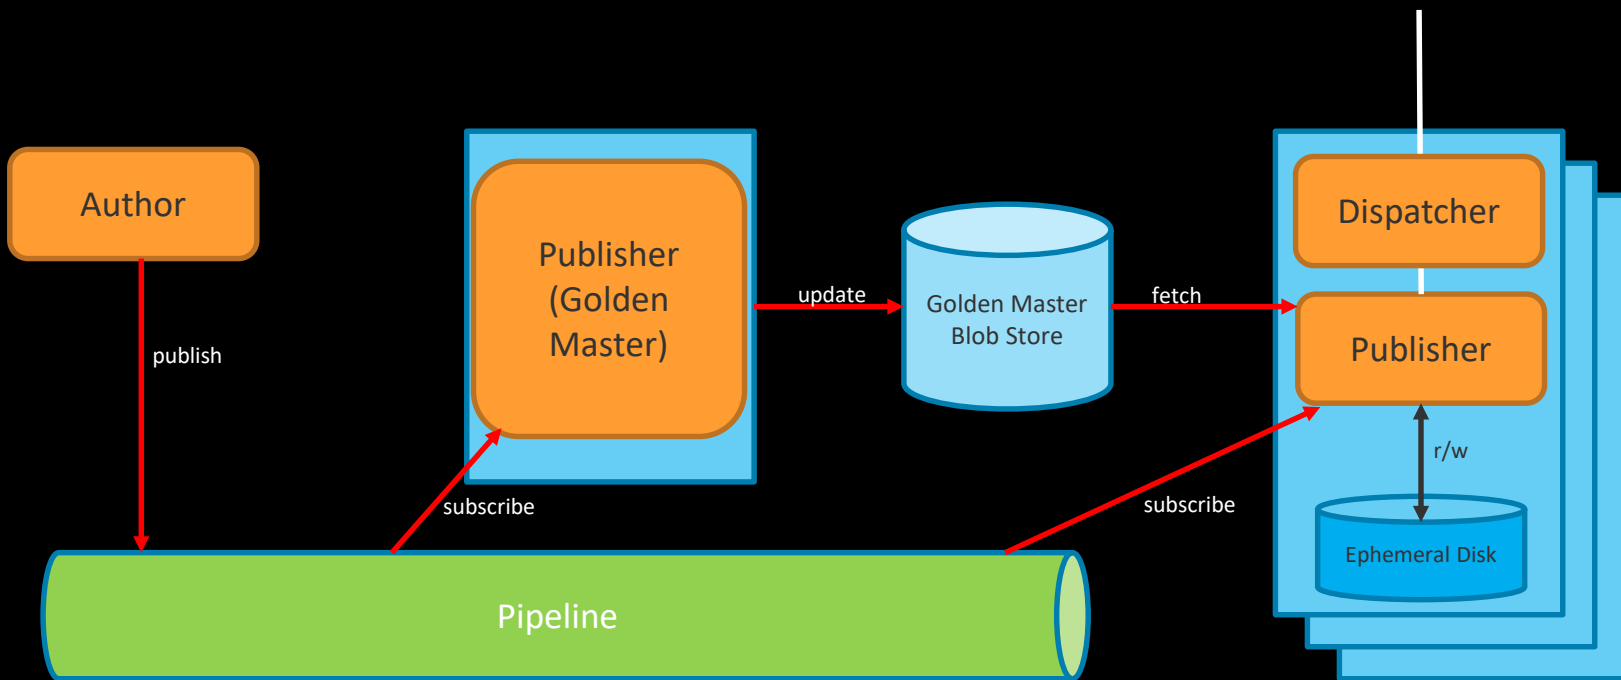 Author
publish
Publisher
(Golden
Master)
subscribe
update
Golden Master
Blob Store
fetch
subscribe
Dispatcher
Publisher
r/w
Ephemeral Disk
Pipeline